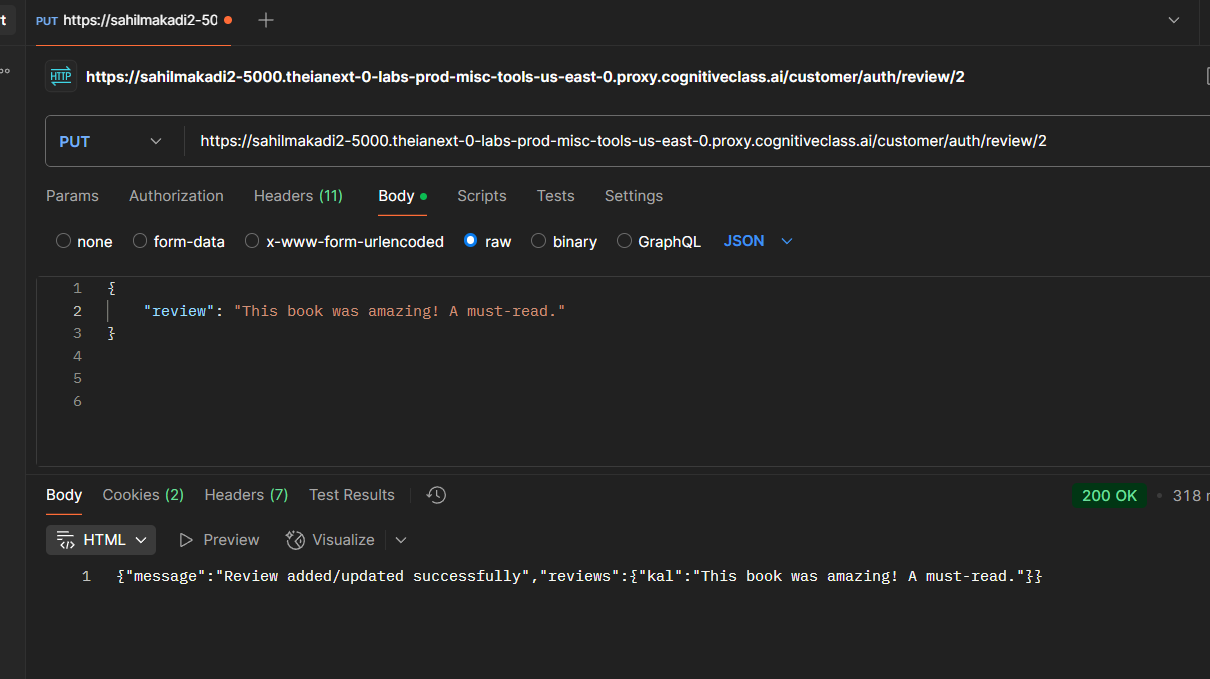 t PUT https://sahilmakadi2-50
HTTP https://sahilmakadi2-5000.theianext-0-labs-prod-misc-tools-us-east-0.proxy.cognitiveclass.ai/customer/auth/review/2
PUT https://sahilmakadi2-5000.theianext-0-labs-prod-misc-tools-us-east-0.proxy.cognitiveclass.ai/customer/auth/review/2
Params Authorization Headers (11) Body Scripts Tests Settings
none form-data x-www-form-urlencoded raw binary GraphQL JSON
1 {
2 "review": "This book was amazing! A must-read."
3 }
4
5
6
Body Cookies (2) Headers (7) Test Results 200 OK • 318
HTML Preview Visualize
1 {"message":"Review added/updated successfully","reviews":{"kal":"This book was amazing! A must-read."}}